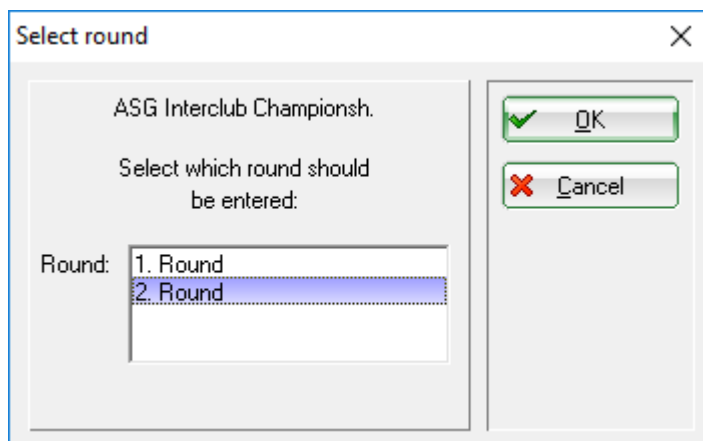 Select round
ASG Interclub Championsh.
Select which round should
be entered:
Round:
1. Round
2. Round
OK
Cancel